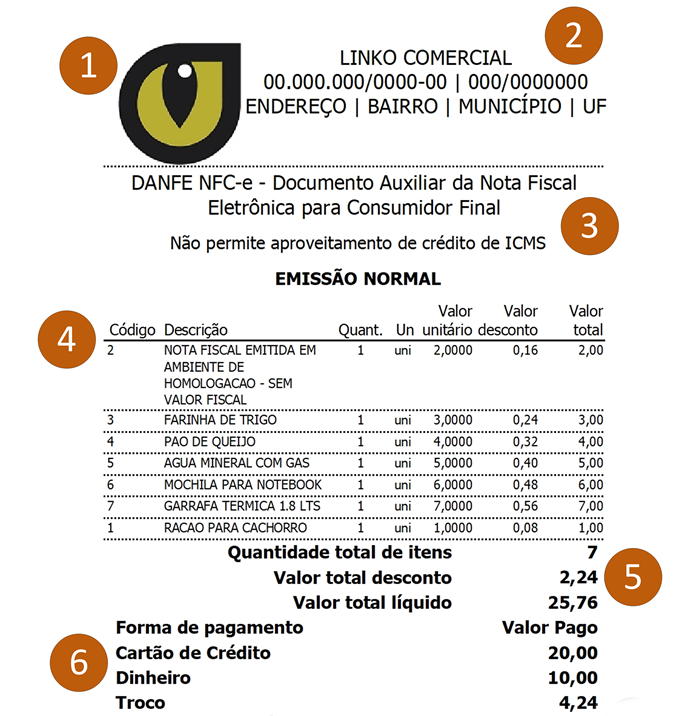 1
2
LINKO COMERCIAL
00.000.000/0000-00 | 000/0000000
ENDEREÇO | BAIRRO | MUNICÍPIO | UF
DANFE NFC-e - Documento Auxiliar da Nota Fiscal
Eletrônica para Consumidor Final
3
Não permite aproveitamento de crédito de ICMS
EMISSÃO NORMAL
4
Código Descrição Quant. Un Valor unitário Valor desconto Valor total
2 NOTA FISCAL EMITIDA EM 1 uni 2,0000 0,16 2,00
AMBIENTE DE
HOMOLOGACAO - SEM
VALOR FISCAL
3 FARINHA DE TRIGO 1 uni 3,0000 0,24 3,00
4 PAO DE QUEIJO 1 uni 4,0000 0,32 4,00
5 AGUA MINERAL COM GAS 1 uni 5,0000 0,40 5,00
6 MOCHILA PARA NOTEBOOK 1 uni 6,0000 0,48 6,00
7 GARRAFA TERMICA 1.8 LTS 1 uni 7,0000 0,56 7,00
1 RACAO PARA CACHORRO 1 uni 1,0000 0,08 1,00
Quantidade total de itens 7
5
Valor total desconto 2,24
Valor total líquido 25,76
Forma de pagamento Valor Pago
6
Cartão de Crédito 20,00
Dinheiro 10,00
Troco 4,24